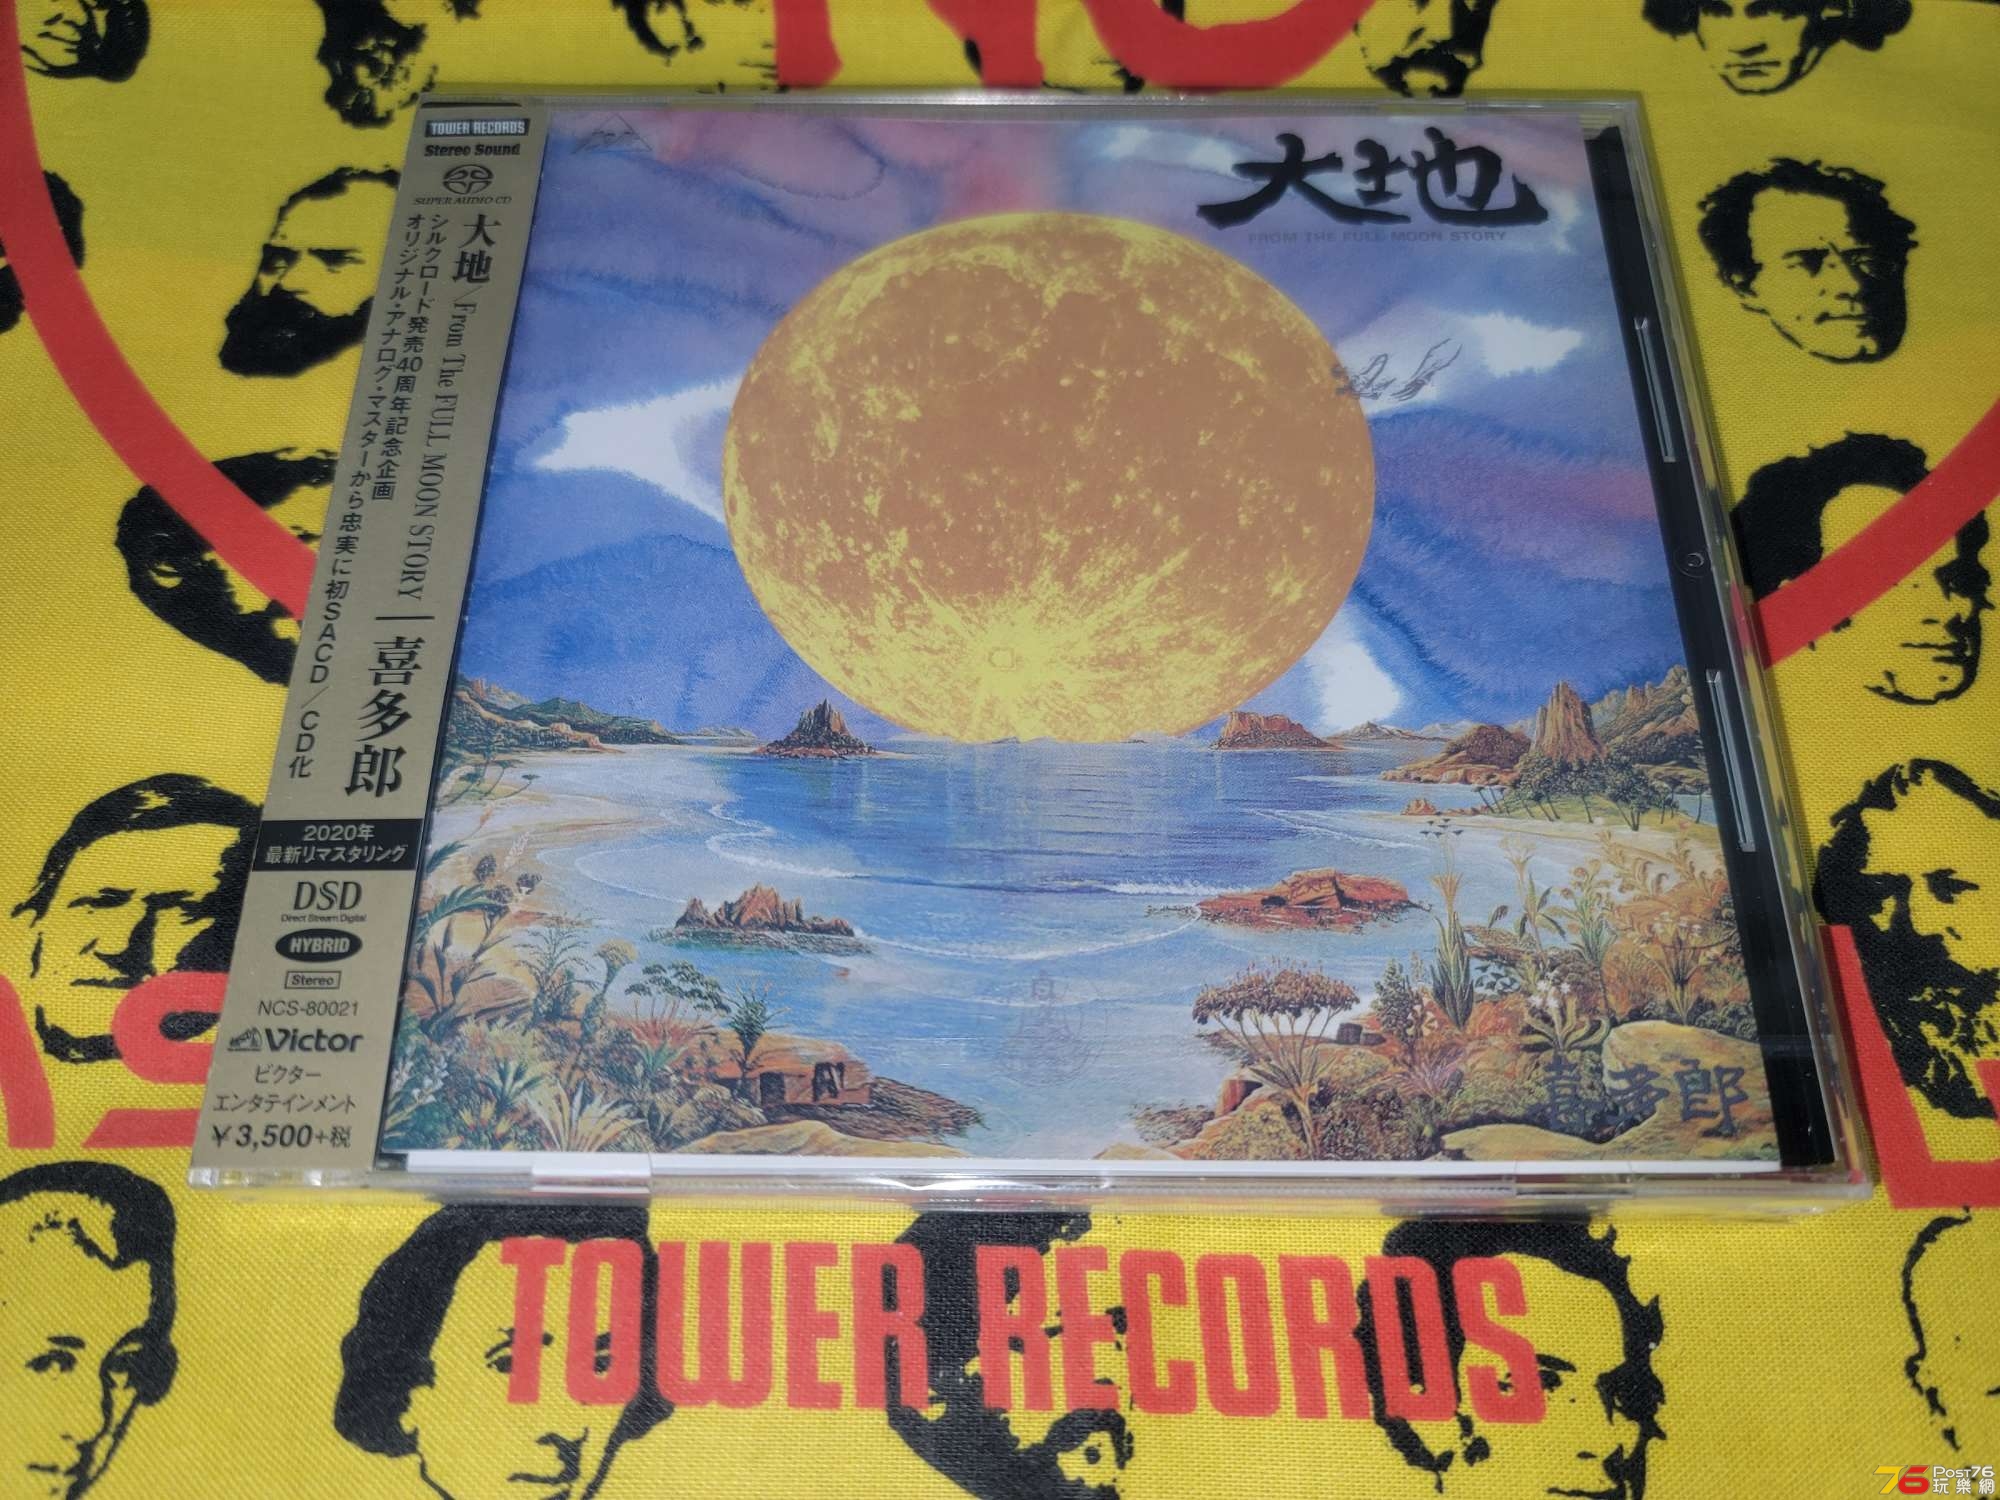 TOWER RECORDS
Stereo Sound
SUPER AUDIO CD
大地／From The FULL MOON STORY | 喜多郎
シルクロード発売40周年記念企画
オリジナル・アナログ・マスターから忠実に初SACD／CD化
2020年
最新リマスタリング
DSD
Direct Stream Digital
HYBRID
Stereo
NCS-80021
Victor
ビクター
エンタテインメント
¥3,500+税
大地
FROM THE FULL MOON STORY
喜多郎
TOWER RECORDS
76 POST76
玩樂網